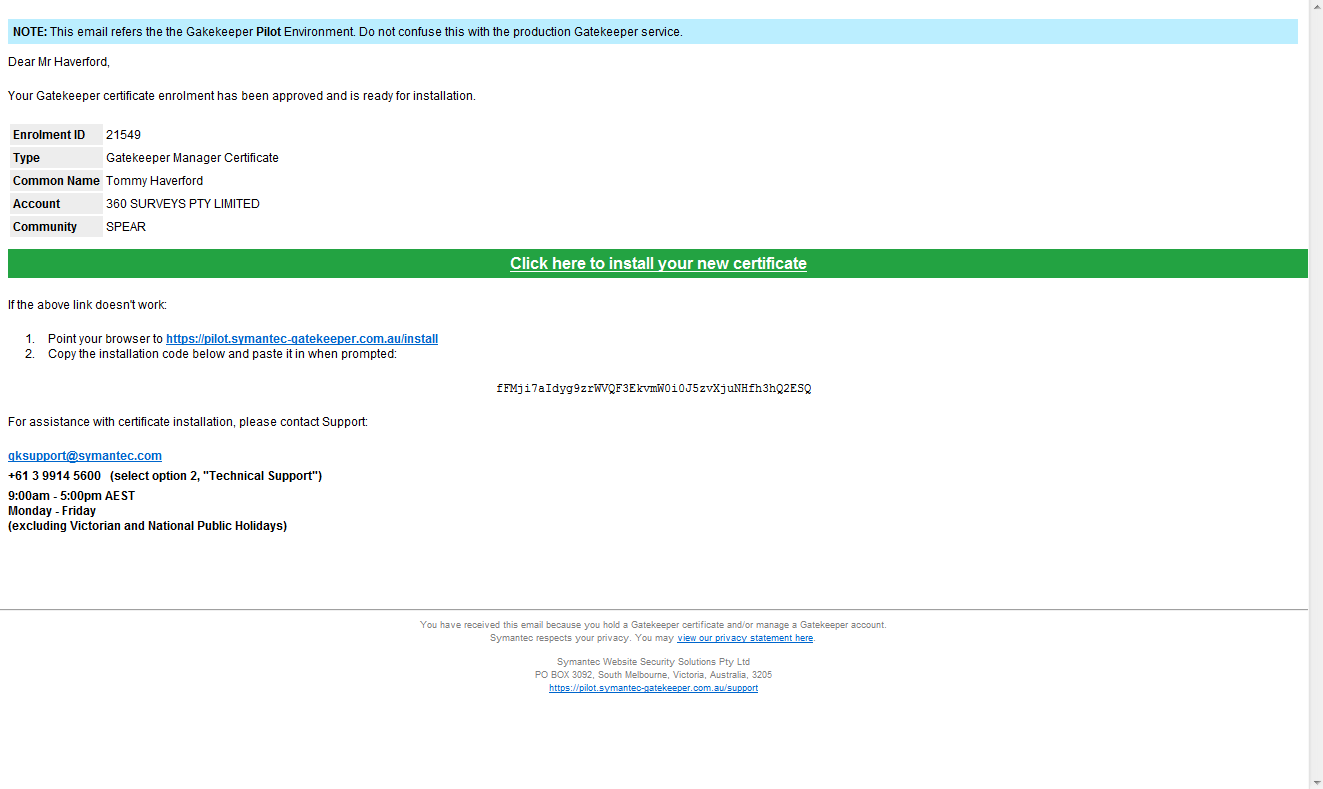 NOTE: This email refers the the Gakekeeper Pilot Environment. Do not confuse this with the production Gatekeeper service.
Dear Mr Haverford,
Your Gatekeeper certificate enrolment has been approved and is ready for installation.
Enrolment ID 21549
Type Gatekeeper Manager Certificate
Common Name Tommy Haverford
Account 360 SURVEYS PTY LIMITED
Community SPEAR
Click here to install your new certificate
If the above link doesn't work:
1. Point your browser to https://pilot.symantec-gatekeeper.com.au/install
2. Copy the installation code below and paste it in when prompted:
fFMji7aIdyg9zrWVQF3EkvmW0i0J5zvXjuNHfh3hQ2ESQ
For assistance with certificate installation, please contact Support:
gksupport@symantec.com
+61 3 9914 5600 (select option 2, "Technical Support")
9:00am - 5:00pm AEST
Monday - Friday
(excluding Victorian and National Public Holidays)
You have received this email because you hold a Gatekeeper certificate and/or manage a Gatekeeper account.
Symantec respects your privacy. You may view our privacy statement here.
Symantec Website Security Solutions Pty Ltd
PO BOX 3092, South Melbourne, Victoria, Australia, 3205
https://pilot.symantec-gatekeeper.com.au/support